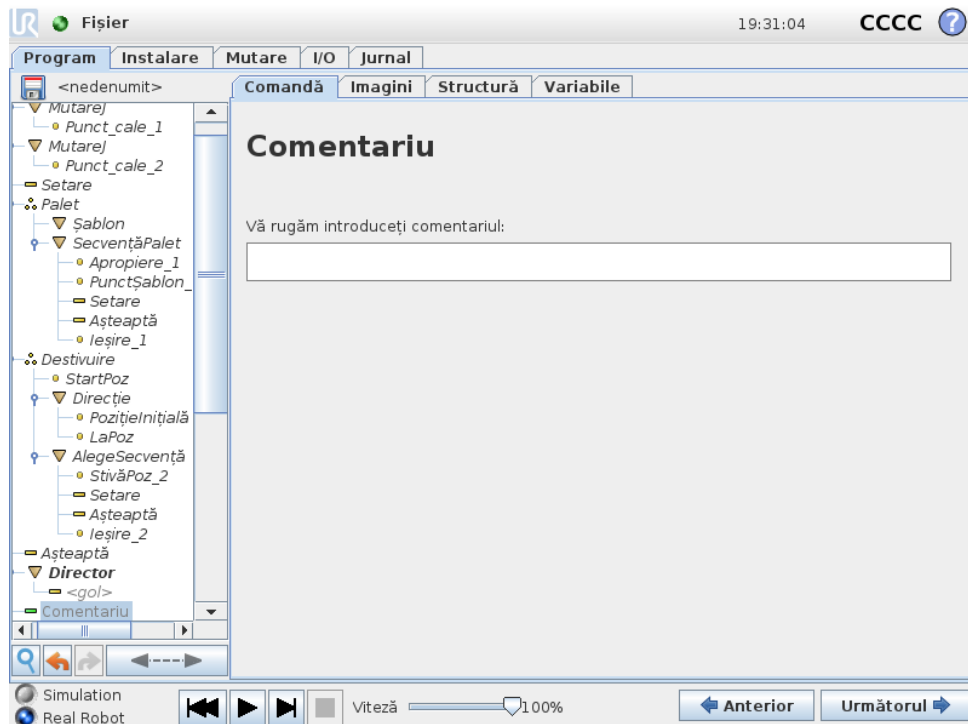 UR Fișier 19:31:04 CCCC ?
Program Instalare Mutare I/O Jurnal
<nedenumit>
Comandă Imagini Structură Variabile
MutareJ
Punct_cale_1
MutareJ
Punct_cale_2
Setare
Palet
Șablon
SecvențăPalet
Apropiere_1
PunctȘablon_
Setare
Așteaptă
Ieșire_1
Destivuire
StartPoz
Direcție
PozițieInițială
LaPoz
AlegeSecvență
StivăPoz_2
Setare
Așteaptă
Ieșire_2
Așteaptă
Director
<gol>
Comentariu
Comentariu
Vă rugăm introduceți comentariul:
Simulation
Real Robot
Viteză 100%
Anterior Următorul